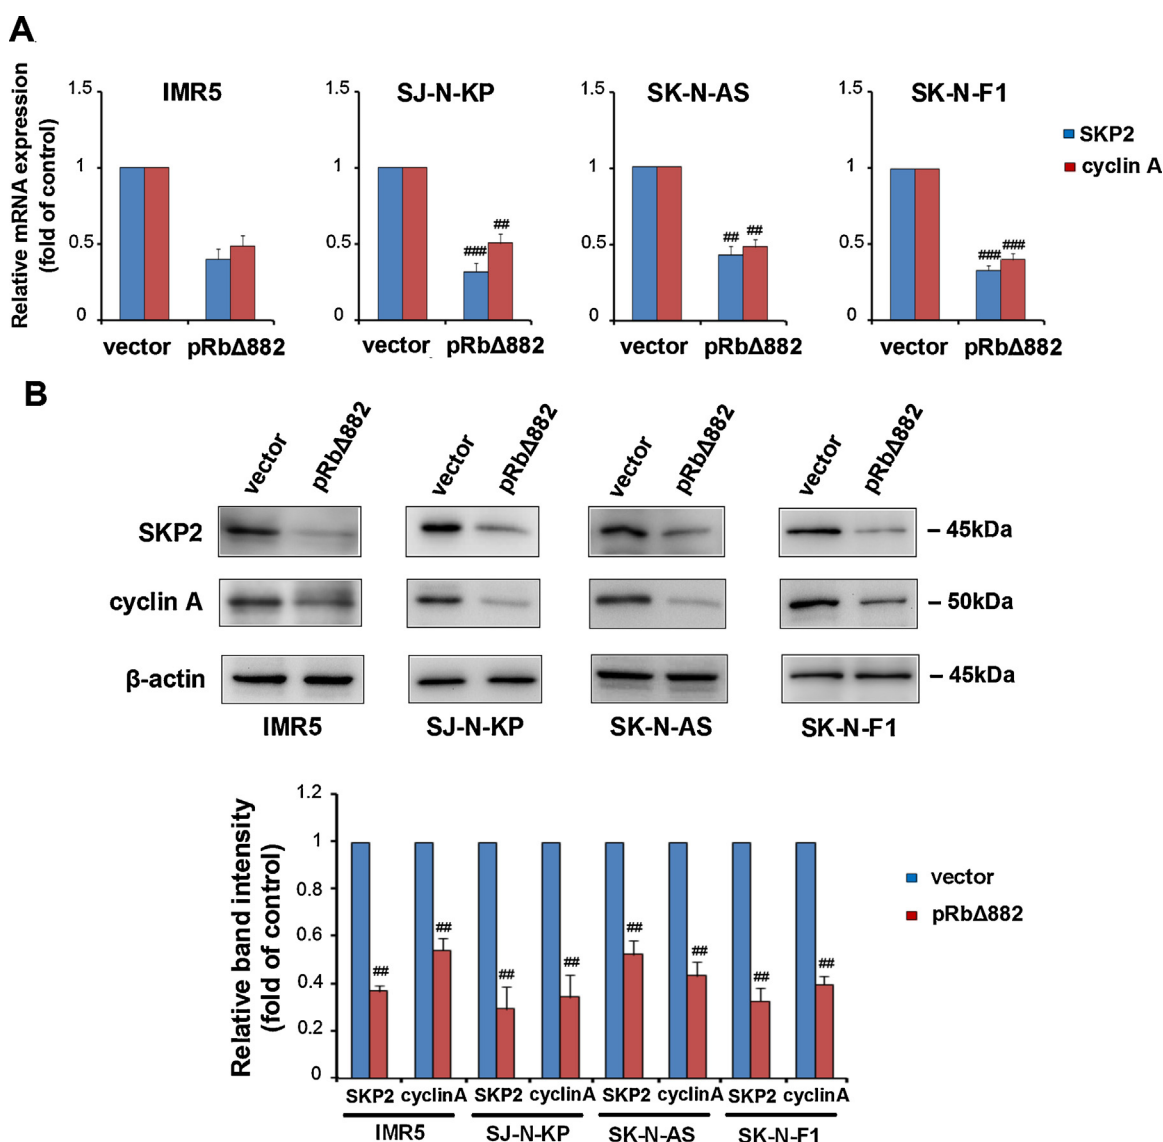 A
Relative mRNA expression
(fold of control)
IMR5
1.5
1
0.5
0
vector pRbΔ882
SJ-N-KP
1.5
1
0.5
0
### ##
vector pRbΔ882
SK-N-AS
1.5
1
0.5
0
## ##
vector pRbΔ882
SK-N-F1
1.5
1
0.5
0
### ###
vector pRbΔ882
SKP2
cyclin A
B
vector pRbΔ882 vector pRbΔ882 vector pRbΔ882 vector pRbΔ882
SKP2 – 45kDa
cyclin A – 50kDa
β-actin – 45kDa
IMR5 SJ-N-KP SK-N-AS SK-N-F1
Relative band intensity
(fold of control)
1.2
1
0.8
0.6
0.4
0.2
0
## ## ## ## ## ## ## ##
vector
pRbΔ882
SKP2 cyclinA SKP2 cyclinA SKP2 cyclinA SKP2 cyclinA
IMR5 SJ-N-KP SK-N-AS SK-N-F1